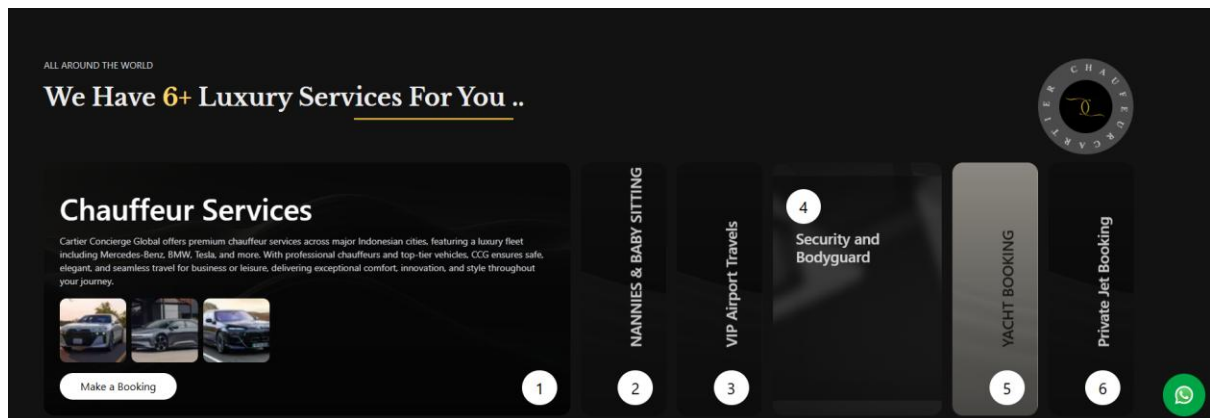 ALL AROUND THE WORLD
We Have 6+ Luxury Services For You ..
CHAUFFEUR CARTIER
Chauffeur Services
Cartier Concierge Global offers premium chauffeur services across major Indonesian cities, featuring a luxury fleet
including Mercedes-Benz, BMW, Tesla, and more. With professional chauffeurs and top-tier vehicles, CCG ensures safe,
elegant, and seamless travel for business or leisure, delivering exceptional comfort, innovation, and style throughout
your journey.
Make a Booking
1
NANNIES & BABY SITTING
2
VIP Airport Travels
3
4
Security and
Bodyguard
YACHT BOOKING
5
Private Jet Booking
6